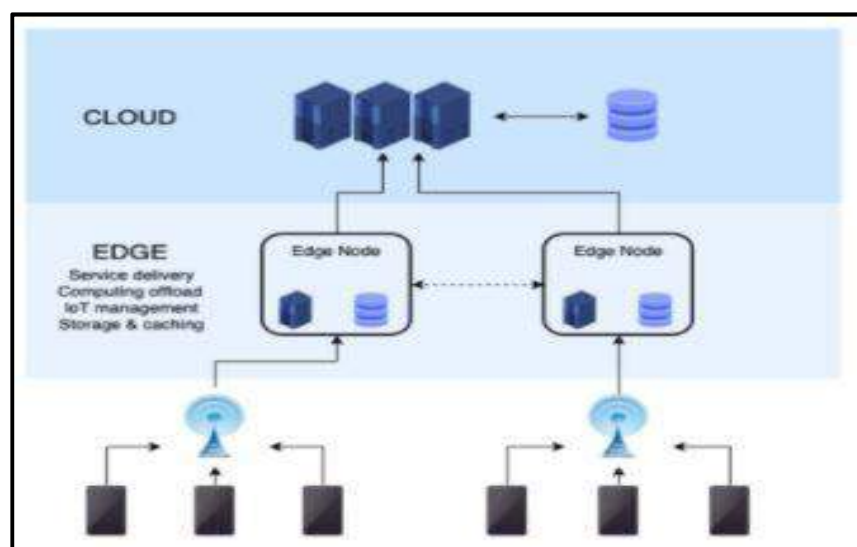 CLOUD
EDGE
Service delivery
Computing offload
IoT management
Storage & caching
Edge Node
Edge Node